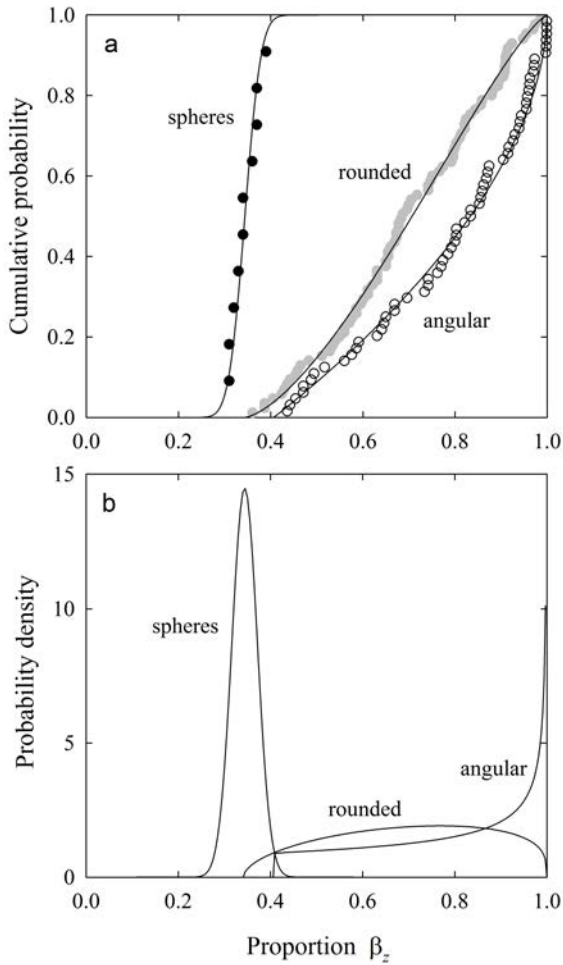 a
1.0
0.8
0.6
0.4
0.2
0.0
Cumulative probability
spheres
rounded
angular
0.0 0.2 0.4 0.6 0.8 1.0
b
15
10
5
0
Probability density
spheres
angular
rounded
0.0 0.2 0.4 0.6 0.8 1.0
Proportion β_z